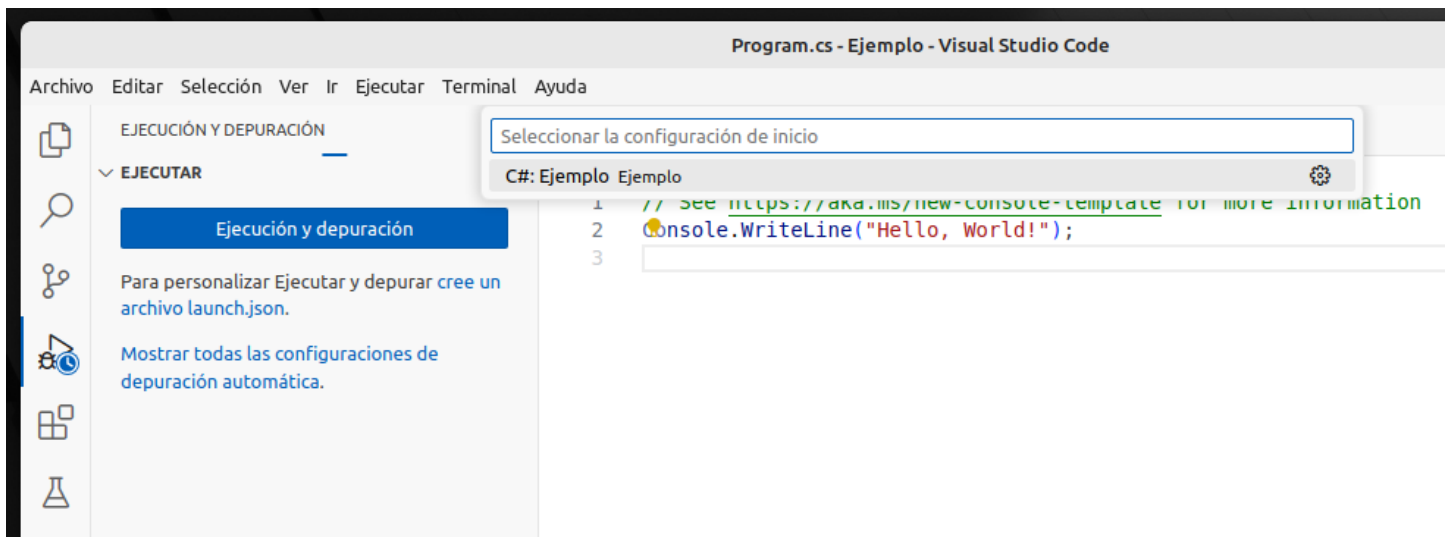 Program.cs - Ejemplo - Visual Studio Code
Archivo Editar Selección Ver Ir Ejecutar Terminal Ayuda
EJECUCIÓN Y DEPURACIÓN
Seleccionar la configuración de inicio
EJECUTAR
C#: Ejemplo Ejemplo
Ejecución y depuración
Para personalizar Ejecutar y depurar cree un
archivo launch.json.
Mostrar todas las configuraciones de
depuración automática.
1 // See https://aka.ms/new-console-template for more information
2 Console.WriteLine("Hello, World!");
3